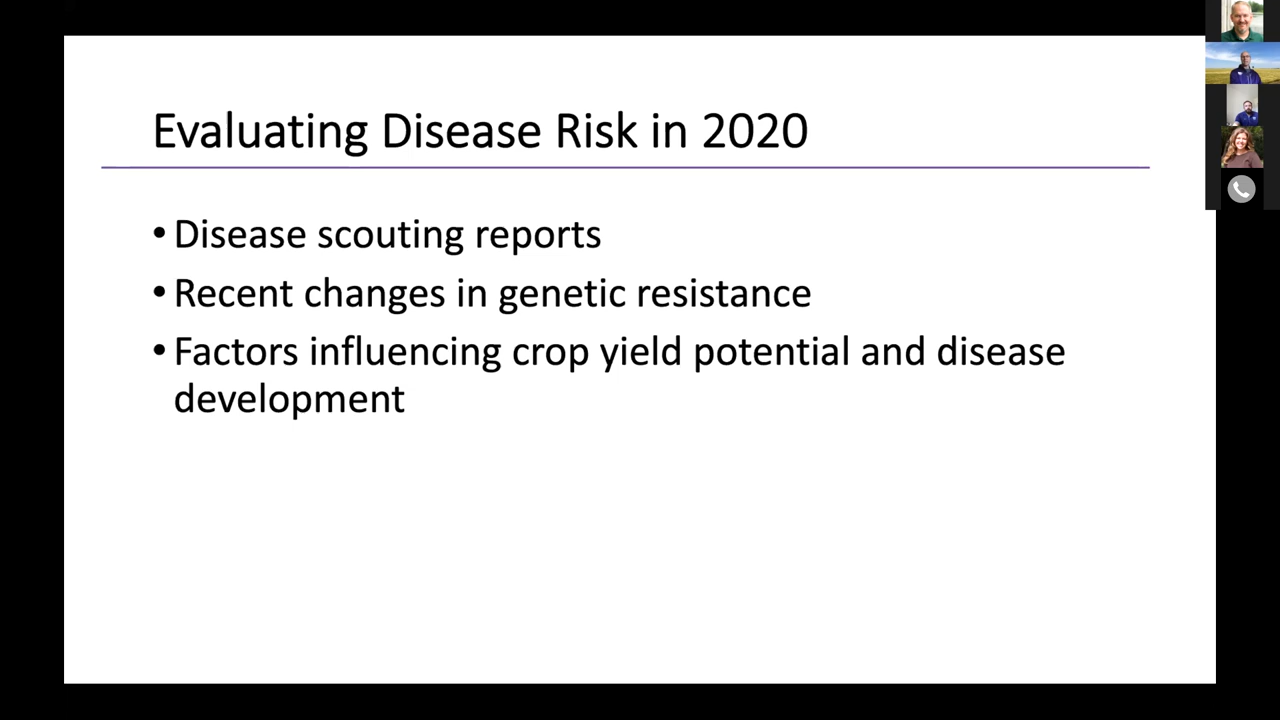 Evaluating Disease Risk in 2020
• Disease scouting reports
• Recent changes in genetic resistance
• Factors influencing crop yield potential and disease
development